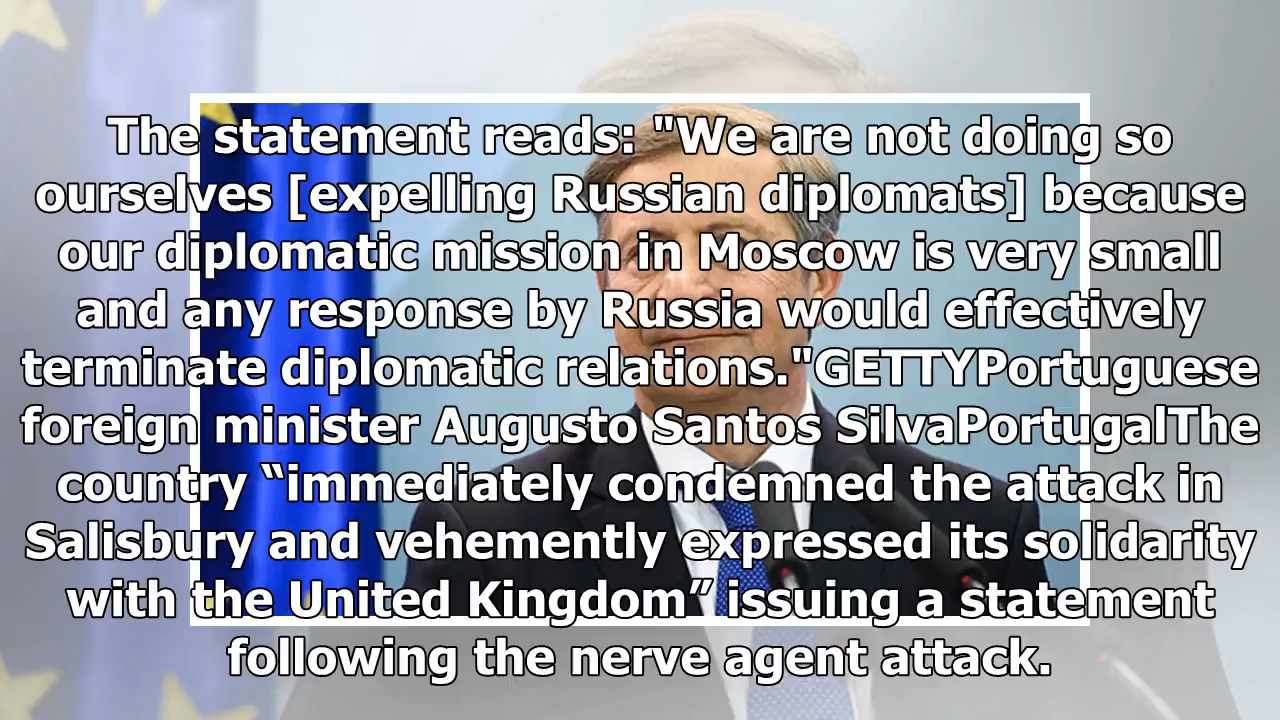 The statement reads: "We are not doing so
ourselves [expelling Russian diplomats] because
our diplomatic mission in Moscow is very small
and any response by Russia would effectively
terminate diplomatic relations."GETTYPortuguese
foreign minister Augusto Santos SilvaPortugalThe
country “immediately condemned the attack in
Salisbury and vehemently expressed its solidarity
with the United Kingdom” issuing a statement
following the nerve agent attack.